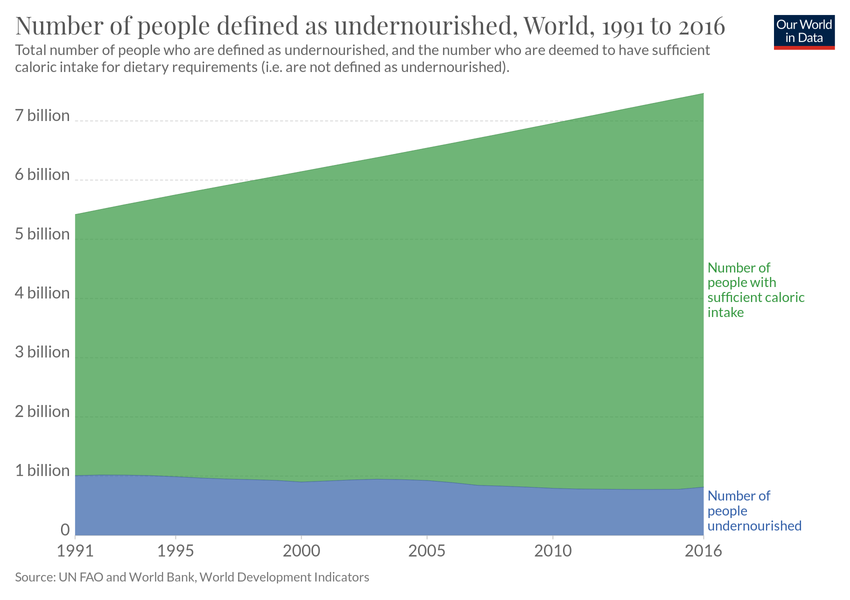 Number of people defined as undernourished, World, 1991 to 2016
Our World
in Data
Total number of people who are defined as undernourished, and the number who are deemed to have sufficient
caloric intake for dietary requirements (i.e. are not defined as undernourished).
7 billion
6 billion
5 billion
4 billion
3 billion
2 billion
1 billion
0
Number of
people with
sufficient caloric
intake
Number of
people
undernourished
1991
1995
2000
2005
2010
2016
Source: UN FAO and World Bank, World Development Indicators